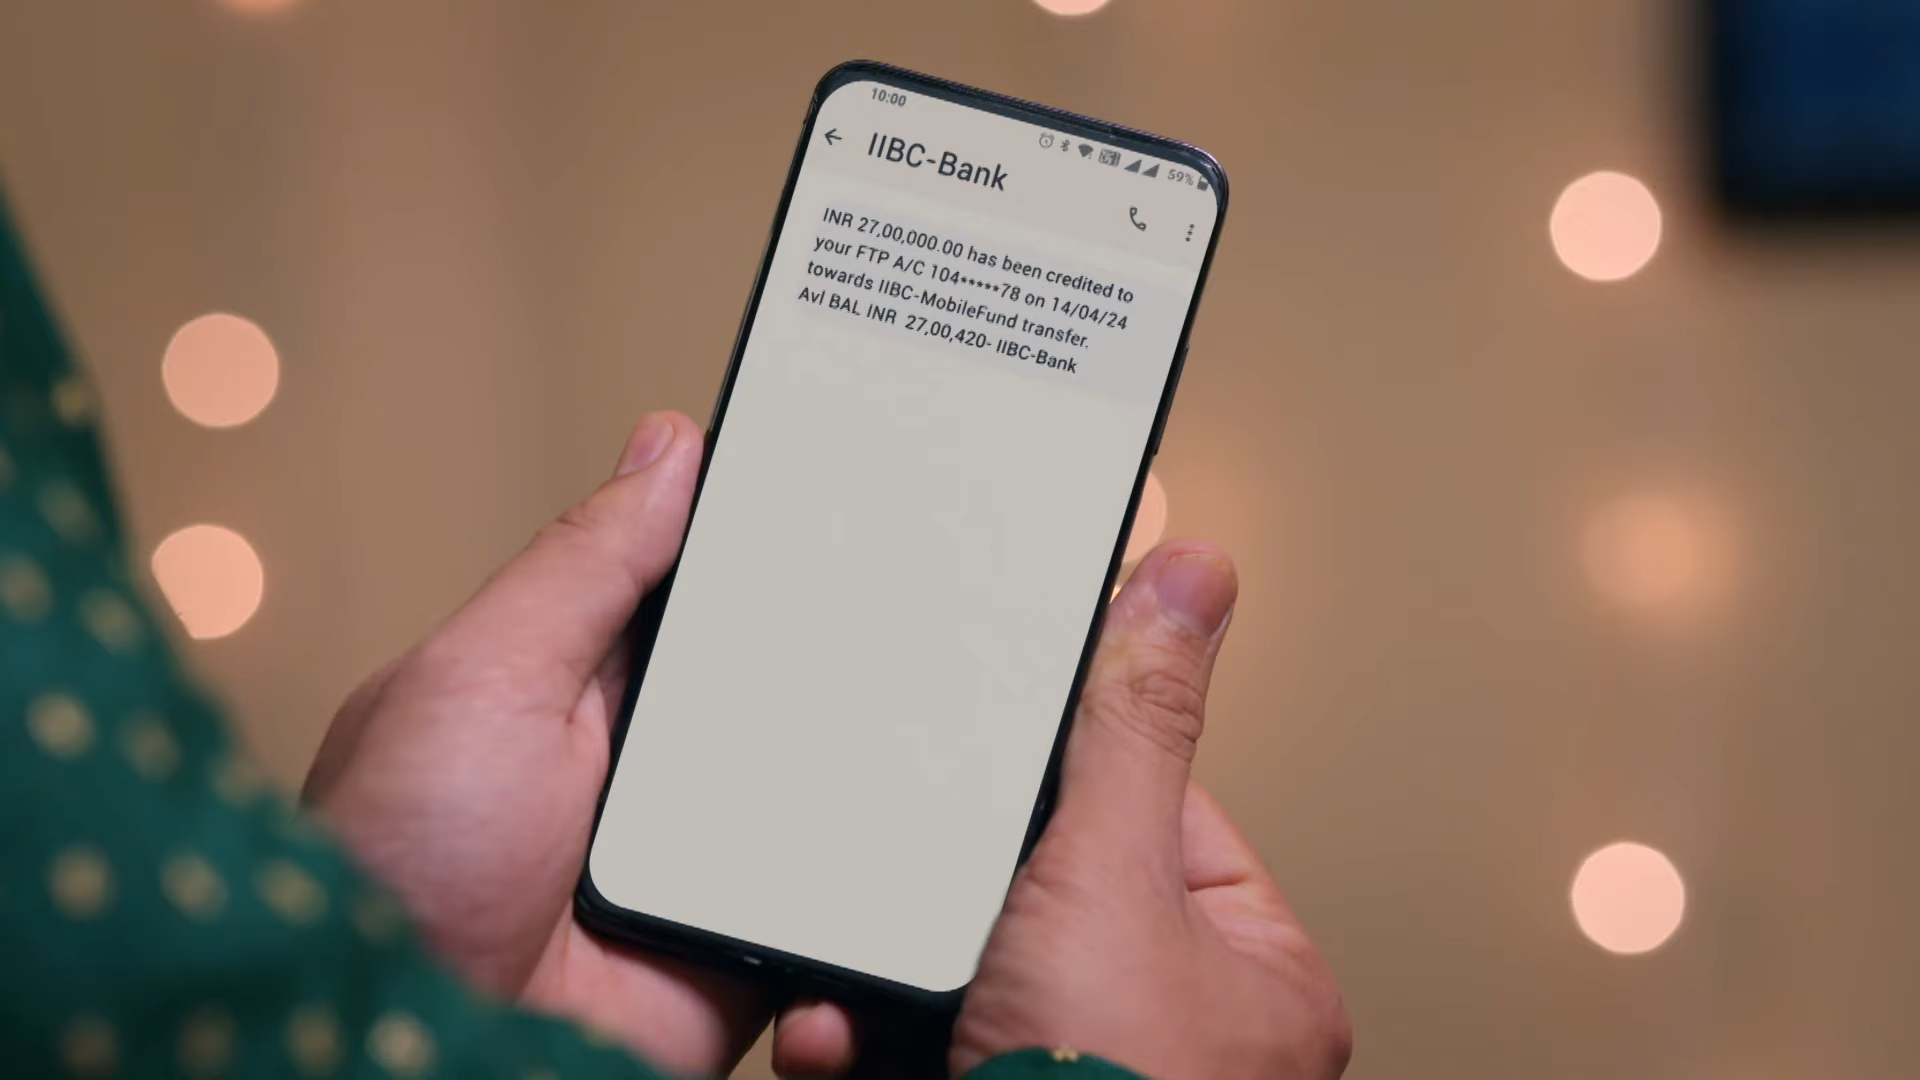 10:00
59%
IIBC-Bank
INR 27,00,000.00 has been credited to
your FTP A/C 104*****78 on 14/04/24
towards IIBC-MobileFund transfer.
Avl BAL INR 27,00,420- IIBC-Bank